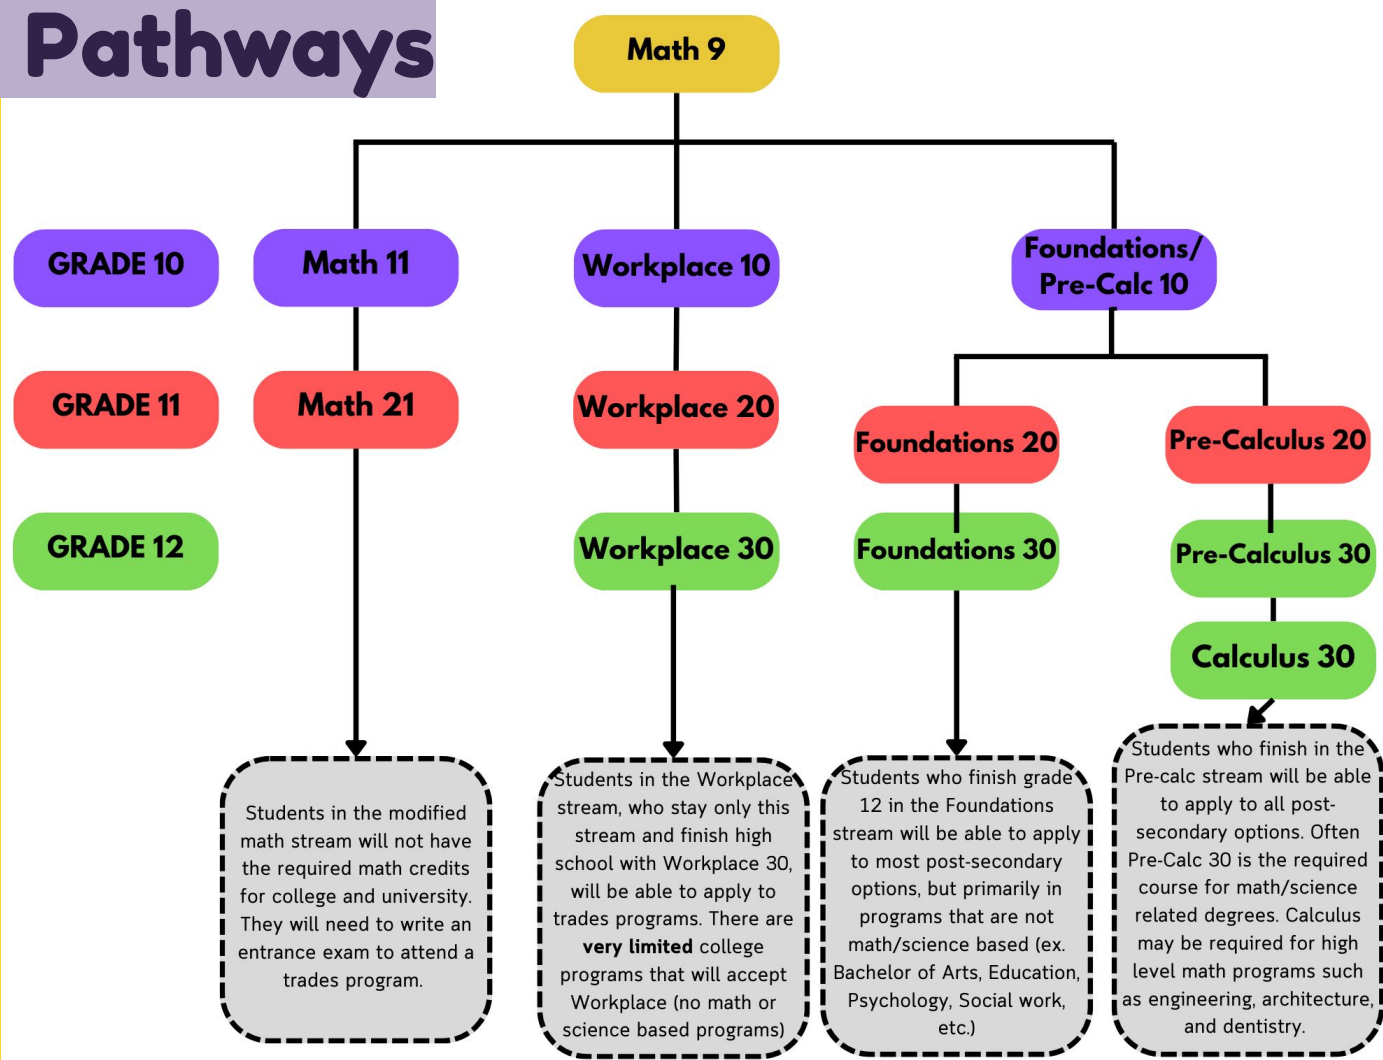 Pathways
Math 9
GRADE 10
Math 11
Workplace 10
Foundations/
Pre-Calc 10
GRADE 11
Math 21
Workplace 20
Foundations 20
Pre-Calculus 20
GRADE 12
Workplace 30
Foundations 30
Pre-Calculus 30
Calculus 30
Students in the modified
math stream will not have
the required math credits
for college and university.
They will need to write an
entrance exam to attend a
trades program.
Students in the Workplace
stream, who stay only this
stream and finish high
school with Workplace 30,
will be able to apply to
trades programs. There are
very limited college
programs that will accept
Workplace (no math or
science based programs)
Students who finish grade
12 in the Foundations
stream will be able to apply
to most post-secondary
options, but primarily in
programs that are not
math/science based (ex.
Bachelor of Arts, Education,
Psychology, Social work,
etc.)
Students who finish in the
Pre-calc stream will be able
to apply to all post-
secondary options. Often
Pre-Calc 30 is the required
course for math/science
related degrees. Calculus
may be required for high
level math programs such
as engineering, architecture,
and dentistry.